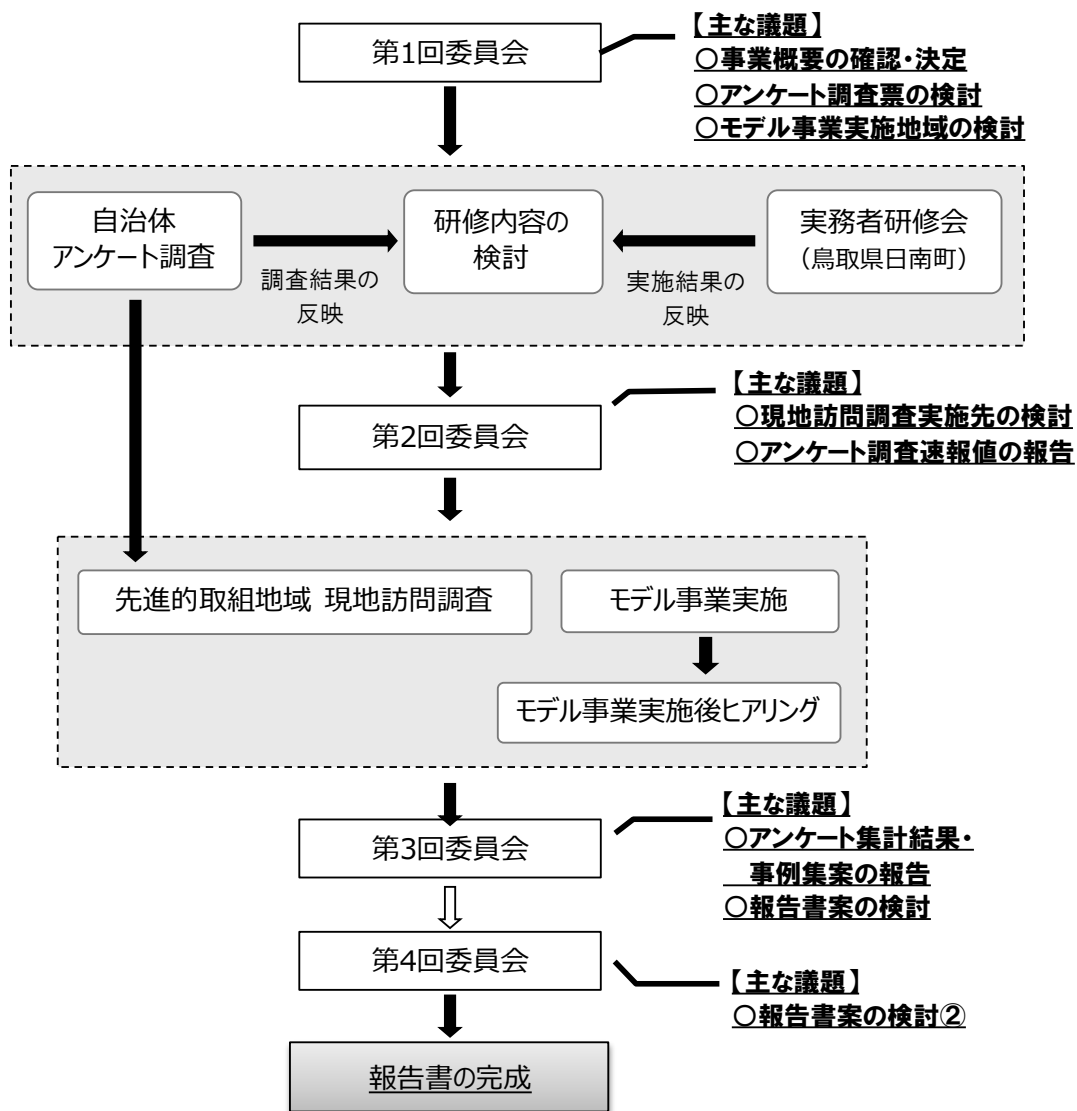 第1回委員会
【主な議題】
○事業概要の確認・決定
○アンケート調査票の検討
○モデル事業実施地域の検討
自治体
アンケート調査
調査結果の
反映
研修内容の
検討
実施結果の
反映
実務者研修会
（鳥取県日南町）
第2回委員会
【主な議題】
○現地訪問調査実施先の検討
○アンケート調査速報値の報告
先進的取組地域 現地訪問調査
モデル事業実施
モデル事業実施後ヒアリング
第3回委員会
【主な議題】
○アンケート集計結果・
事例集案の報告
○報告書案の検討
第4回委員会
【主な議題】
○報告書案の検討②
報告書の完成